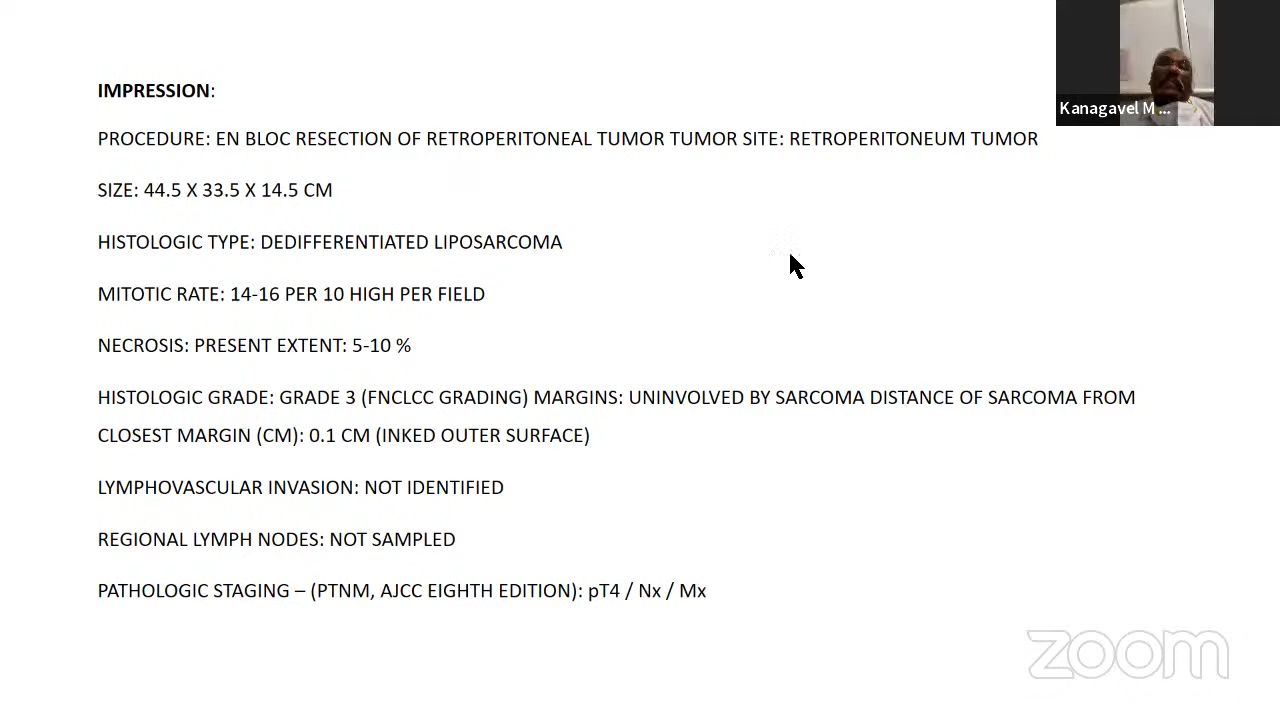 IMPRESSION:
PROCEDURE: EN BLOC RESECTION OF RETROPERITONEAL TUMOR TUMOR SITE: RETROPERITONEUM TUMOR
SIZE: 44.5 X 33.5 X 14.5 CM
HISTOLOGIC TYPE: DEDIFFERENTIATED LIPOSARCOMA
MITOTIC RATE: 14-16 PER 10 HIGH PER FIELD
NECROSIS: PRESENT EXTENT: 5-10 %
HISTOLOGIC GRADE: GRADE 3 (FNCLCC GRADING) MARGINS: UNINVOLVED BY SARCOMA DISTANCE OF SARCOMA FROM
CLOSEST MARGIN (CM): 0.1 CM (INKED OUTER SURFACE)
LYMPHOVASCULAR INVASION: NOT IDENTIFIED
REGIONAL LYMPH NODES: NOT SAMPLED
PATHOLOGIC STAGING – (PTNM, AJCC EIGHTH EDITION): pT4 / Nx / Mx
Kanagavel M ...
zoom